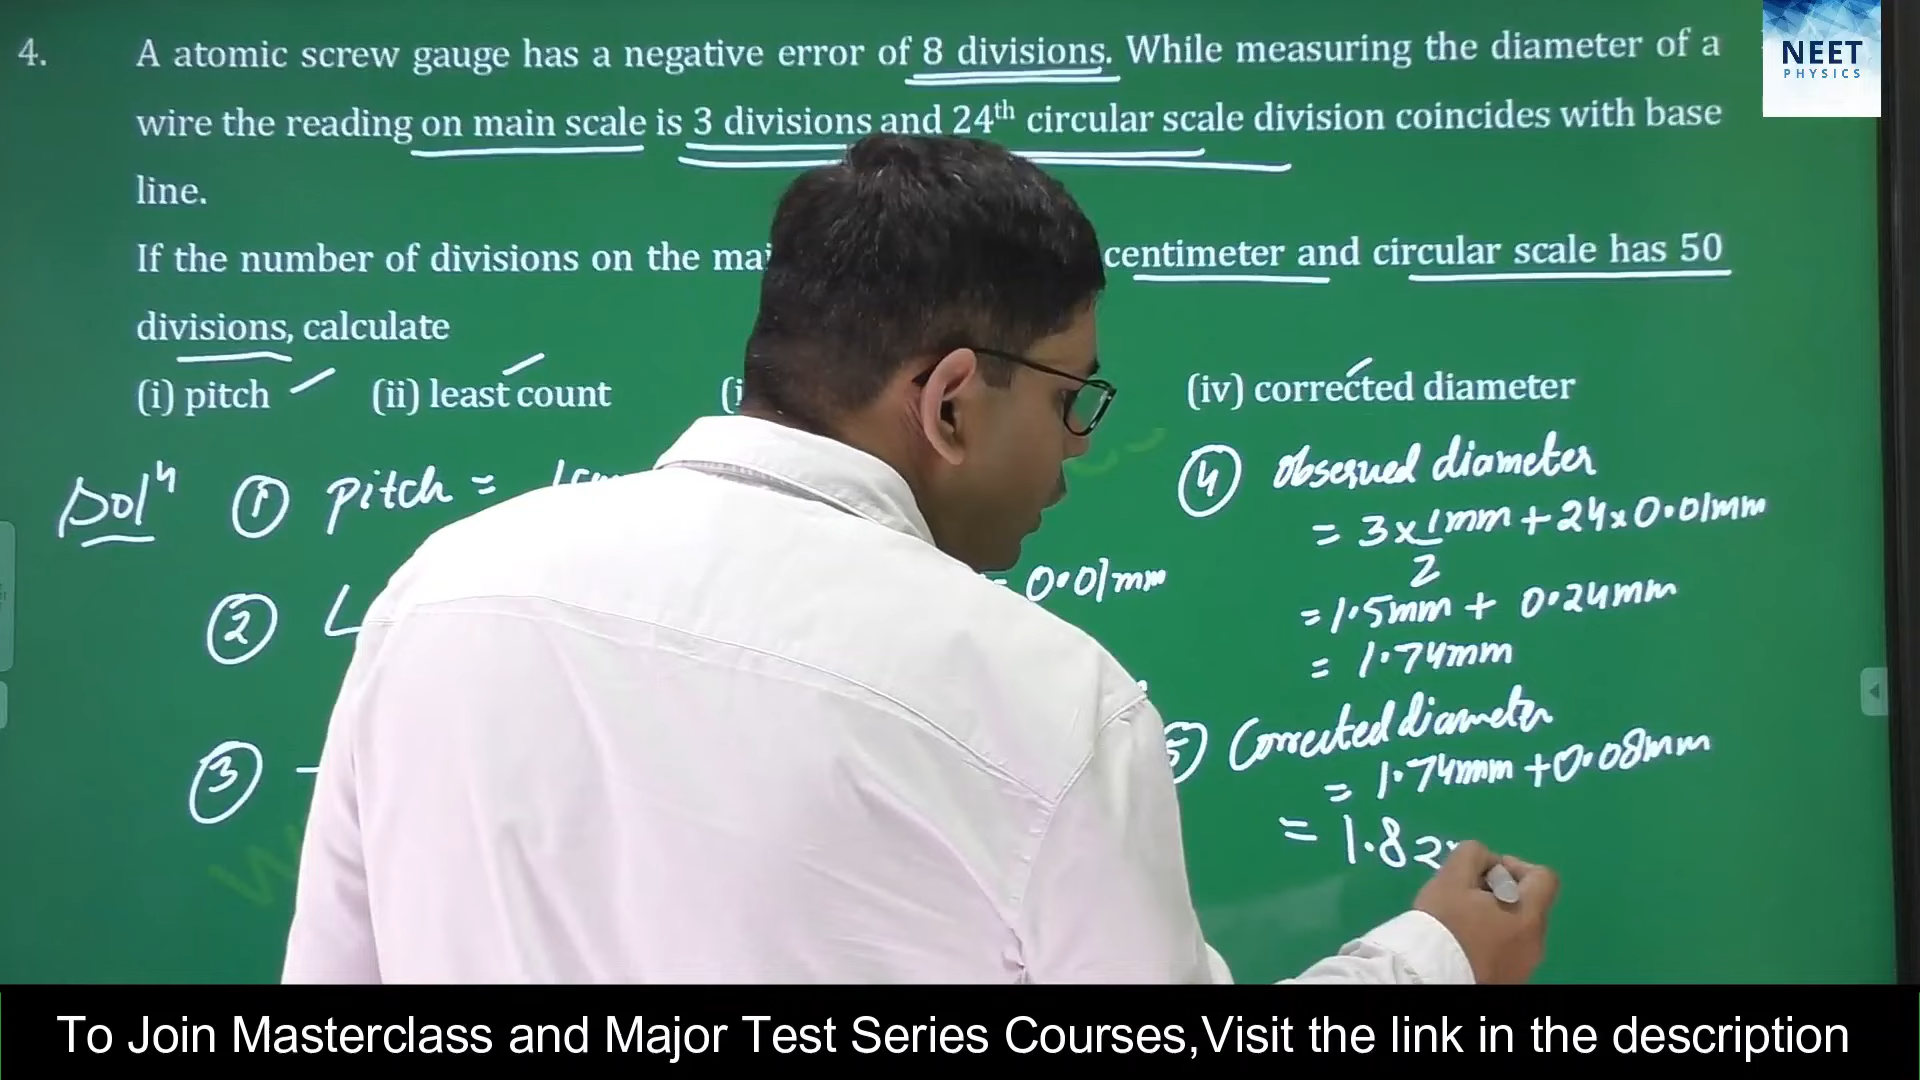 NEET
PHYSICS
4. A atomic screw gauge has a negative error of 8 divisions. While measuring the diameter of a
wire the reading on main scale is 3 divisions and 24th circular scale division coincides with base
line.
If the number of divisions on the mai centimeter and circular scale has 50
divisions, calculate
(i) pitch (ii) least count (i (iv) corrected diameter
Soln ① pitch = 1cm
② L = 0.01mm
③
④ Observed diameter
= 3 x 1/2 mm + 24 x 0.01mm
= 1.5mm + 0.24mm
= 1.74mm
5) Corrected diameter
= 1.74mm + 0.08mm
= 1.82
To Join Masterclass and Major Test Series Courses,Visit the link in the description